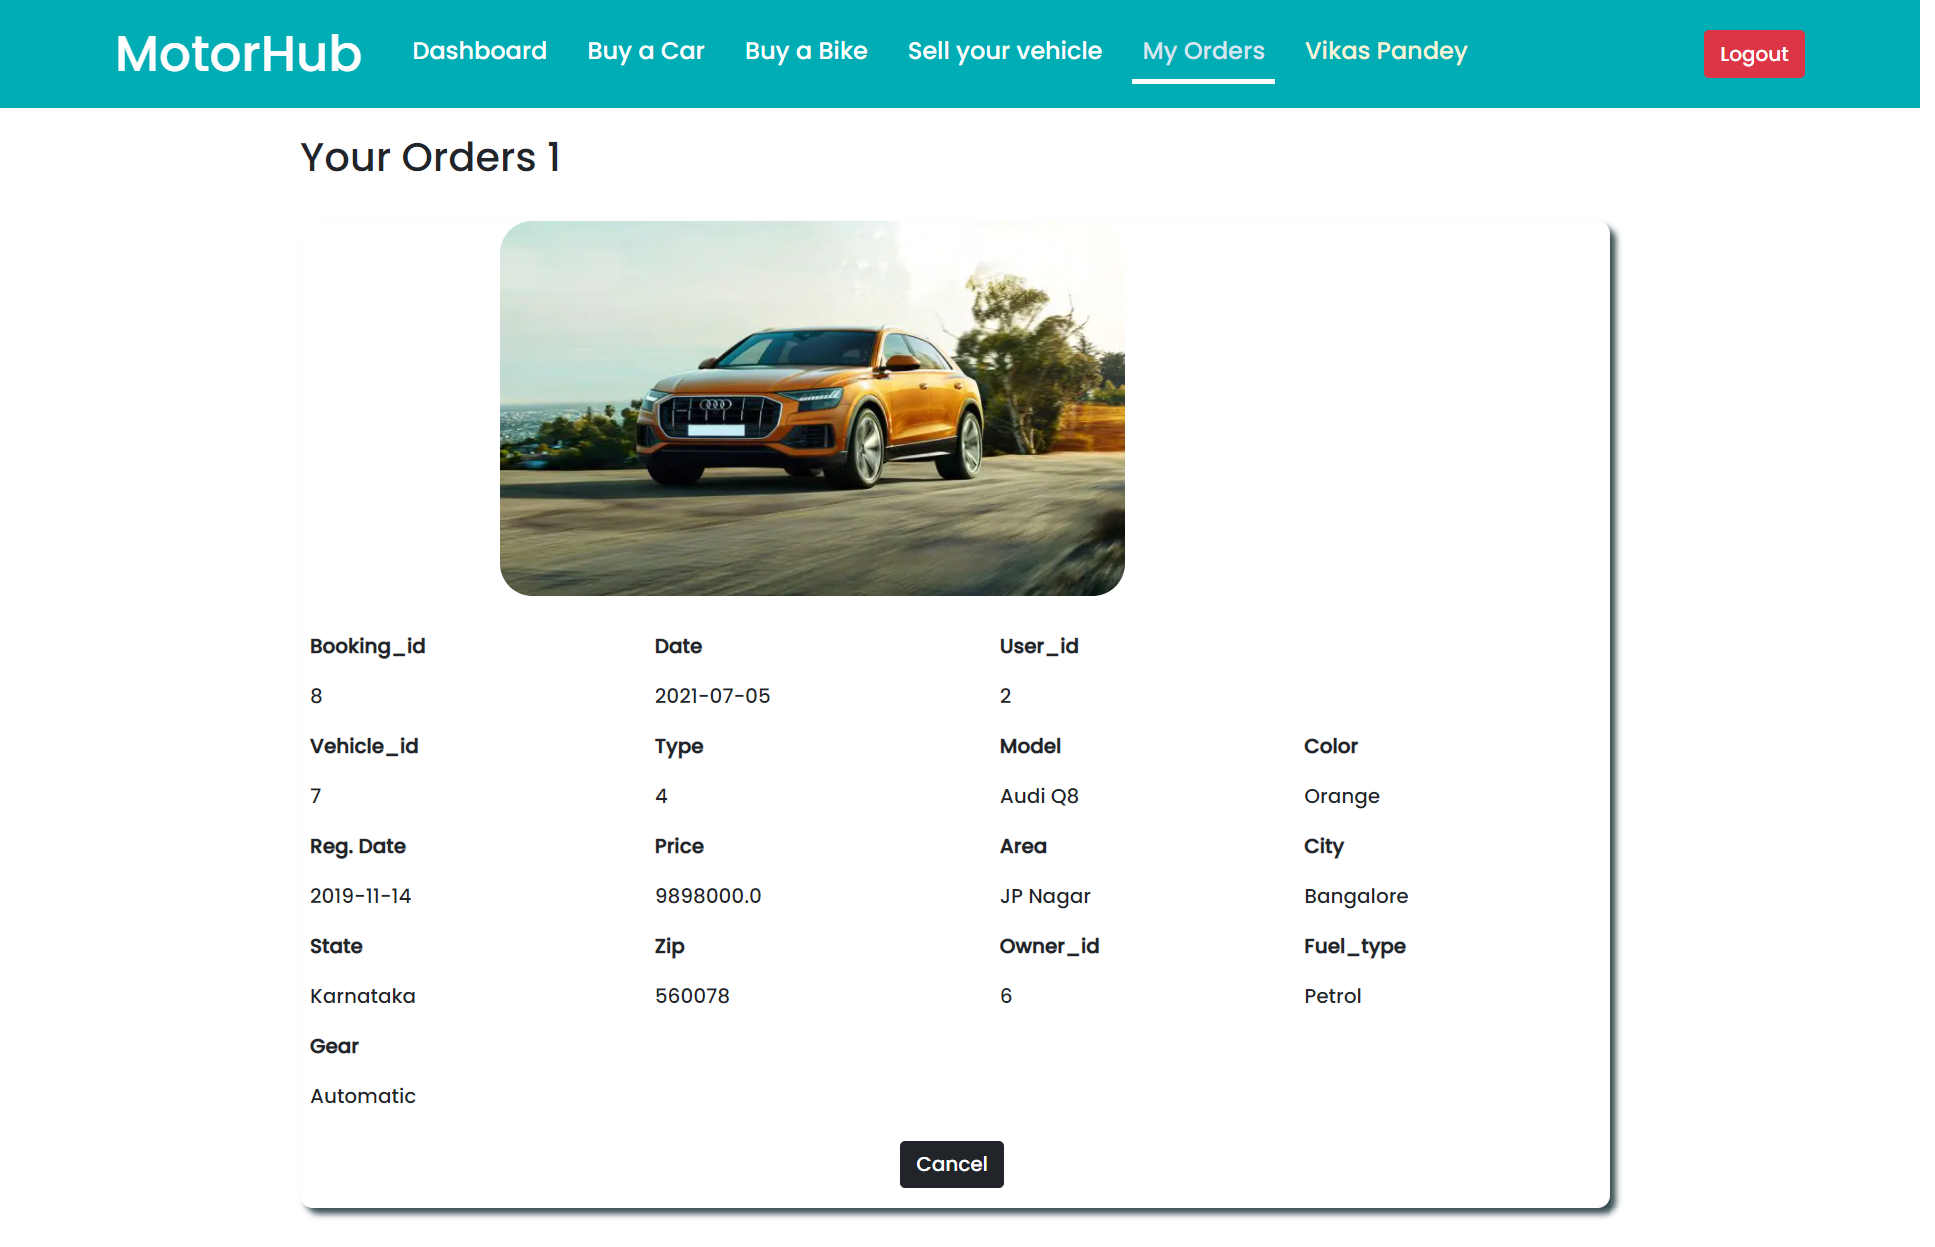 MotorHub Dashboard Buy a Car Buy a Bike Sell your vehicle My Orders Vikas Pandey Logout
Your Orders 1
Booking_id Date User_id
8 2021-07-05 2
Vehicle_id Type Model Color
7 4 Audi Q8 Orange
Reg. Date Price Area City
2019-11-14 9898000.0 JP Nagar Bangalore
State Zip Owner_id Fuel_type
Karnataka 560078 6 Petrol
Gear
Automatic
Cancel